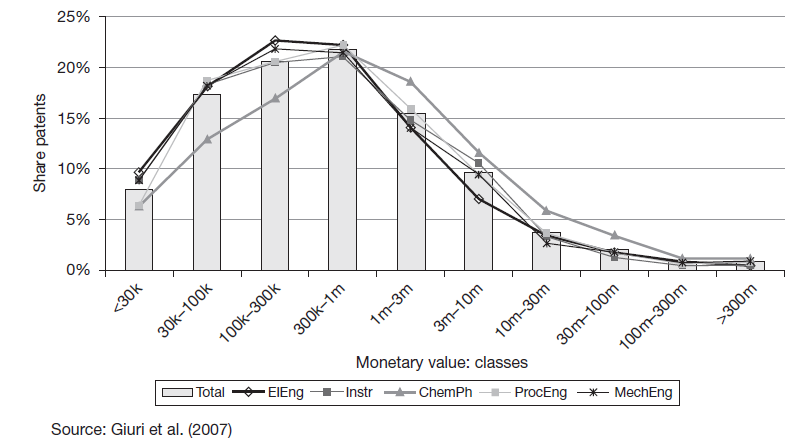 25%
20%
15%
10%
5%
0%
Share patents
<30k
30k–100k
100k–300k
300k–1m
1m–3m
3m–10m
10m–30m
30m–100m
100m–300m
>300m
Monetary value: classes
Total ElEng Instr ChemPh ProcEng MechEng
Source: Giuri et al. (2007)